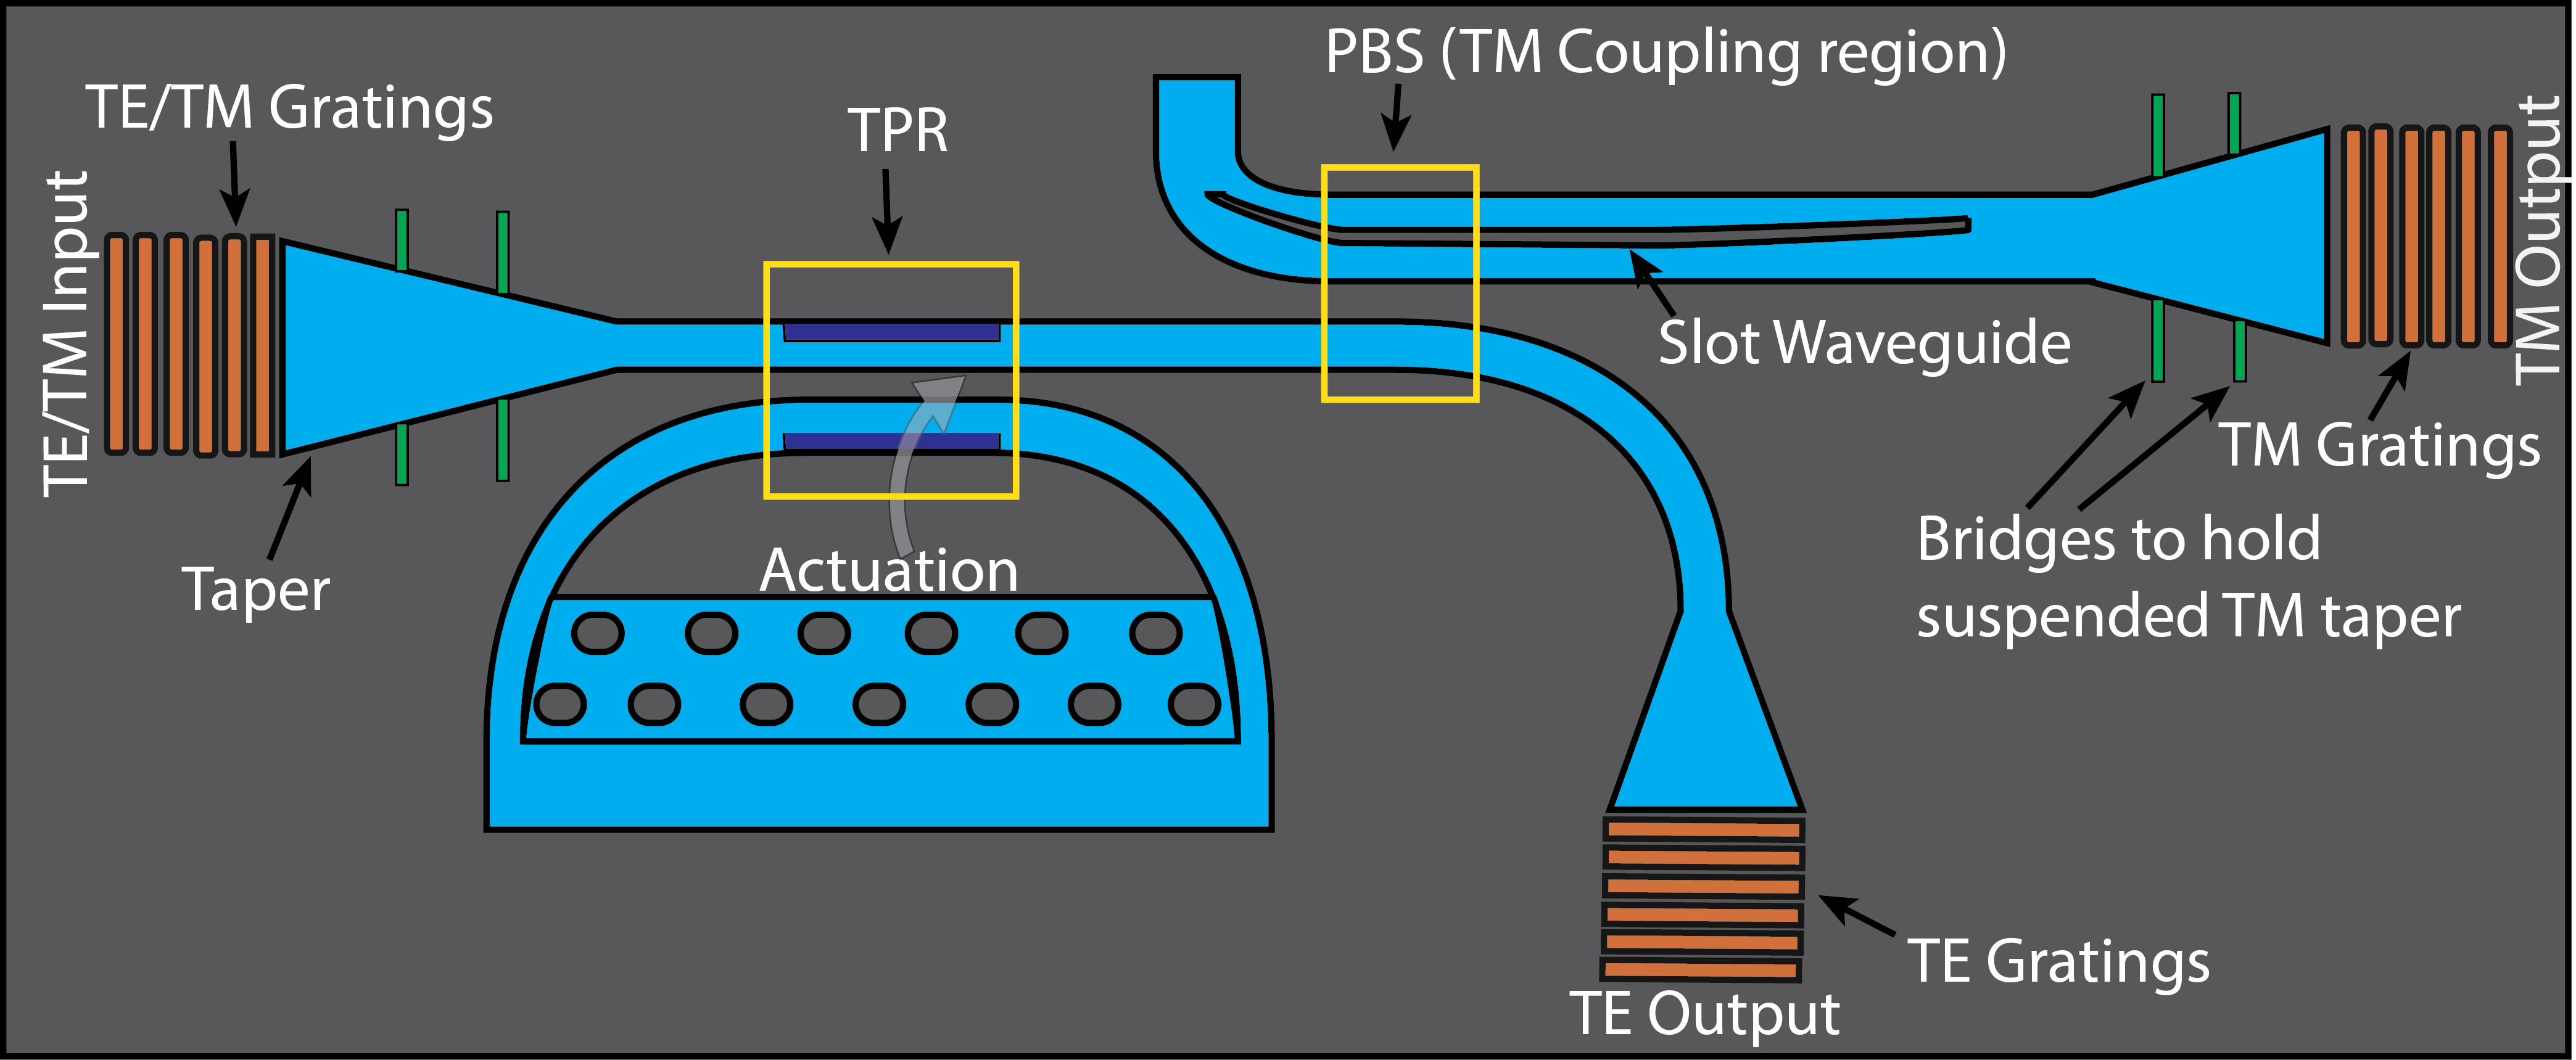 PBS (TM Coupling region)
TE/TM Gratings
TPR
TE/TM Input
TM Output
Slot Waveguide
TM Gratings
Taper
Actuation
Bridges to hold
suspended TM taper
TE Gratings
TE Output